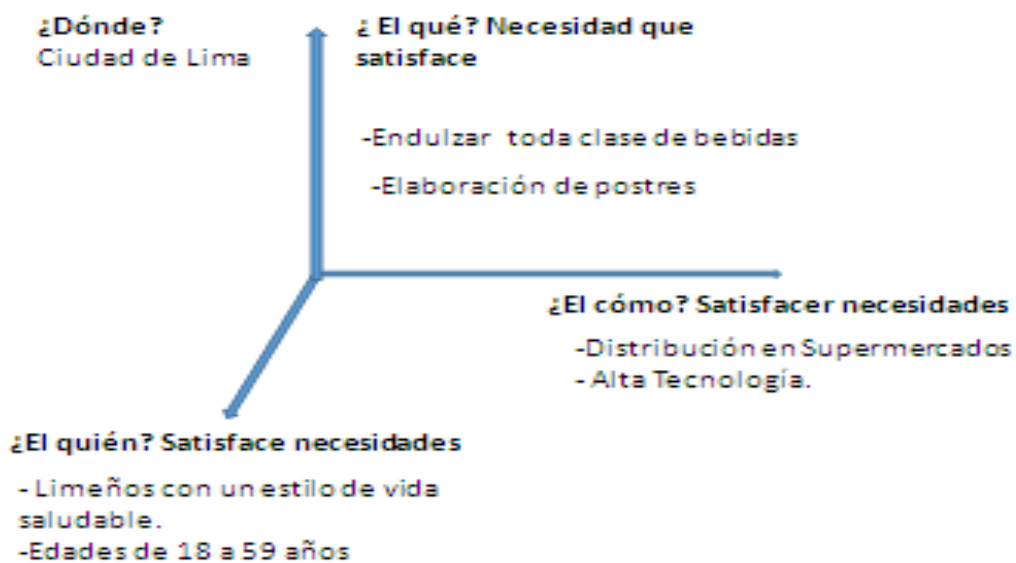 ¿Dónde?
Ciudad de Lima
¿ El qué? Necesidad que
satisface
-Endulzar toda clase de bebidas
-Elaboración de postres
¿El cómo? Satisfacer necesidades
-Distribución en Supermercados
- Alta Tecnología.
¿El quién? Satisface necesidades
- Limeños con un estilo de vida
saludable.
-Edades de 18 a 59 años